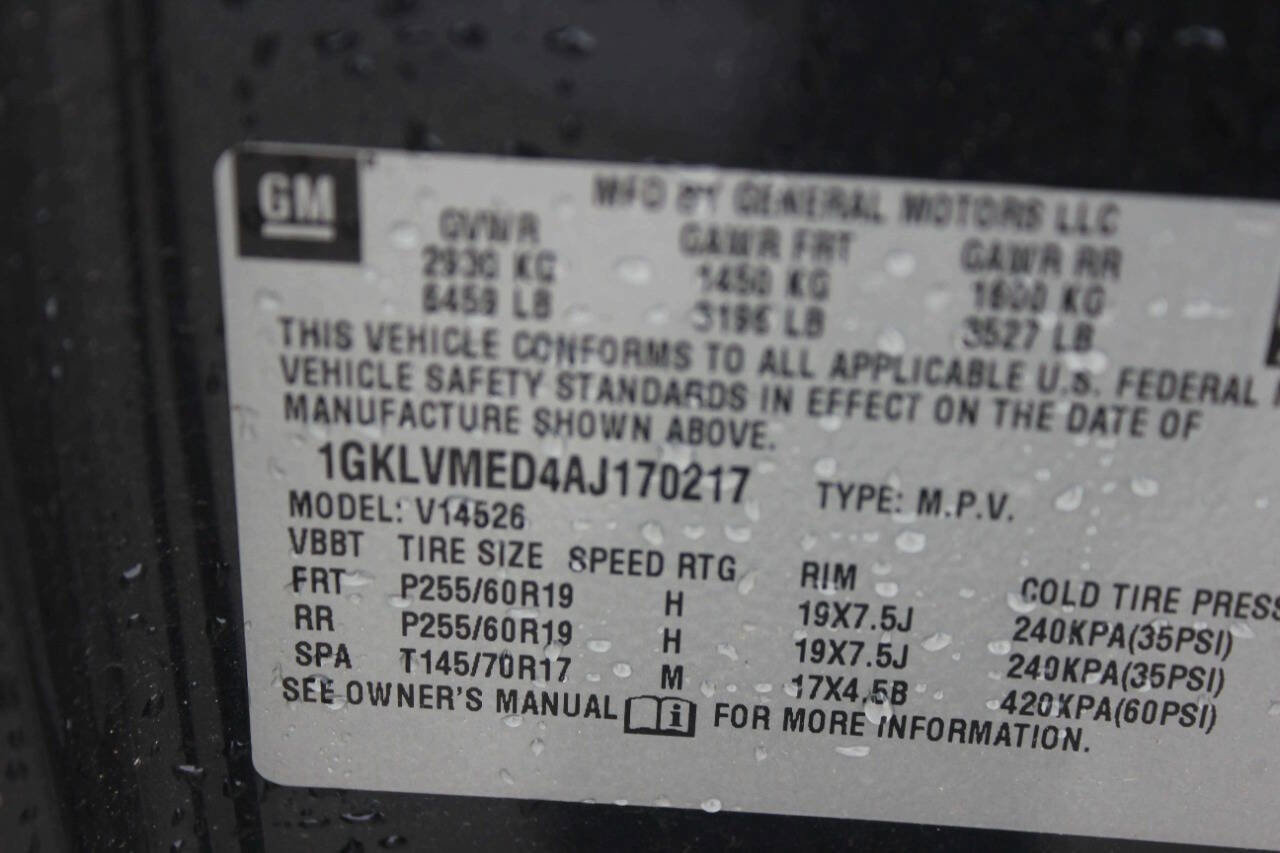 GM
MFD BY GENERAL MOTORS LLC
GVWR GAWR FRT GAWR RR
2930 KG 1450 KG 1600 KG
6459 LB 3196 LB 3527 LB
THIS VEHICLE CONFORMS TO ALL APPLICABLE U.S. FEDERAL
VEHICLE SAFETY STANDARDS IN EFFECT ON THE DATE OF
MANUFACTURE SHOWN ABOVE.
1GKLVMED4AJ170217 TYPE: M.P.V.
MODEL: V14526
VBBT TIRE SIZE SPEED RTG RIM COLD TIRE PRESS
FRT P255/60R19 H 19X7.5J 240KPA(35PSI)
RR P255/60R19 H 19X7.5J 240KPA(35PSI)
SPA T145/70R17 M 17X4.5B 420KPA(60PSI)
SEE OWNER'S MANUAL i FOR MORE INFORMATION.